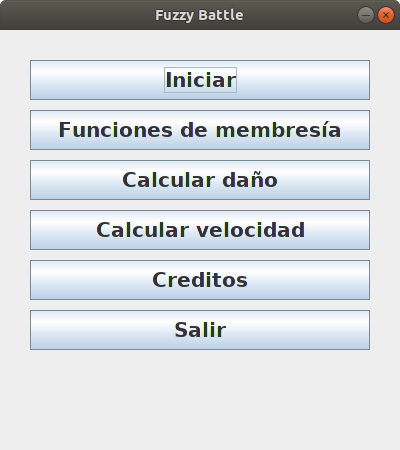 Fuzzy Battle
Iniciar
Funciones de membresía
Calcular daño
Calcular velocidad
Creditos
Salir